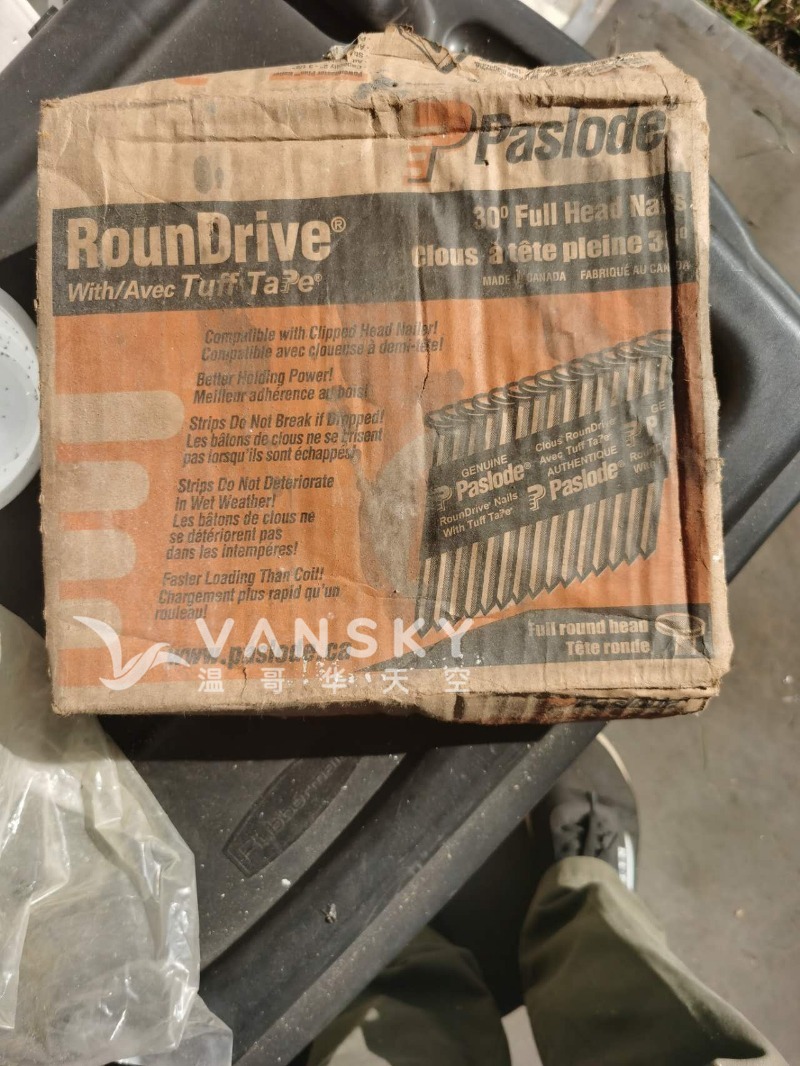 Paslode
RounDrive®
With/Avec Tuff Tape®
30º Full Head Nails
Clous à tête pleine
MADE CANADA FABRIQUÉ AU CANADA
Compatible with Clipped Head Nailer!
Compatible avec cloueuse à demi-tête!
Better Holding Power!
Meilleur adhérence au bois!
Strips Do Not Break if Dropped!
Les bâtons de clous ne se brisent
pas lorsqu'ils sont échappés!
Strips Do Not Deteriorate
in Wet Weather!
Les bâtons de clous ne
se détériorent pas
dans les intempéres!
Faster Loading Than Coil!
Chargement plus rapid qu'un
rouleau!
www.paslode.ca
GENUINE
Paslode®
RounDrive® Nails
With Tuff Tape®
Clous RounDrive®
Avec Tuff Tape®
AUTHENTIQUE
Paslode®
GE
P
Full round head
Tête ronde
VANSKY
温哥华天空